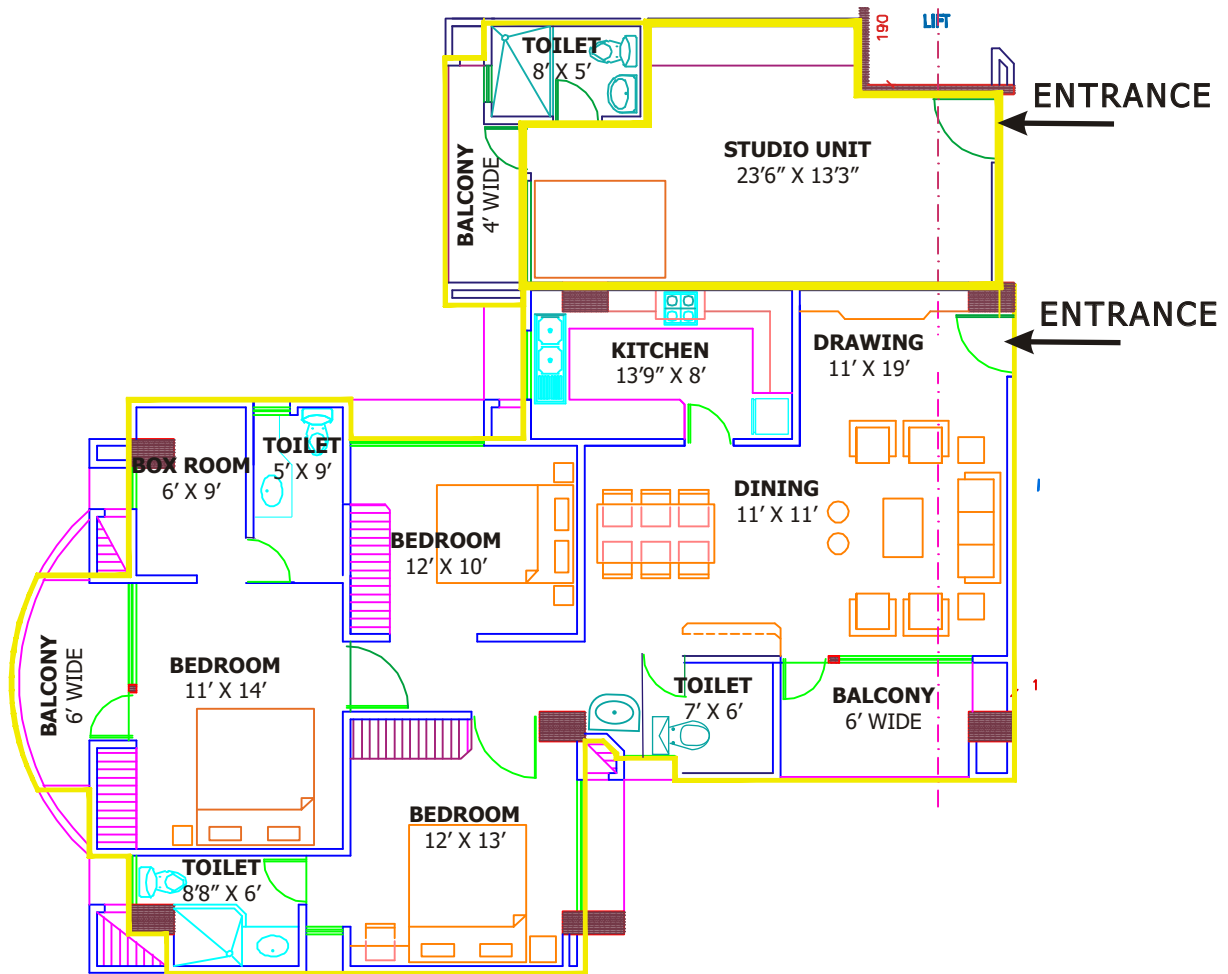 190
LIFT
TOILET
8’ X 5’
ENTRANCE
STUDIO UNIT
23’6” X 13’3”
BALCONY
4’ WIDE
ENTRANCE
KITCHEN
13’9” X 8’
DRAWING
11’ X 19’
TOILET
5’ X 9’
BOX ROOM
6’ X 9’
DINING
11’ X 11’
BEDROOM
12’ X 10’
BALCONY
6’ WIDE
BEDROOM
11’ X 14’
TOILET
7’ X 6’
BALCONY
6’ WIDE
1
BEDROOM
12’ X 13’
TOILET
8’8” X 6’